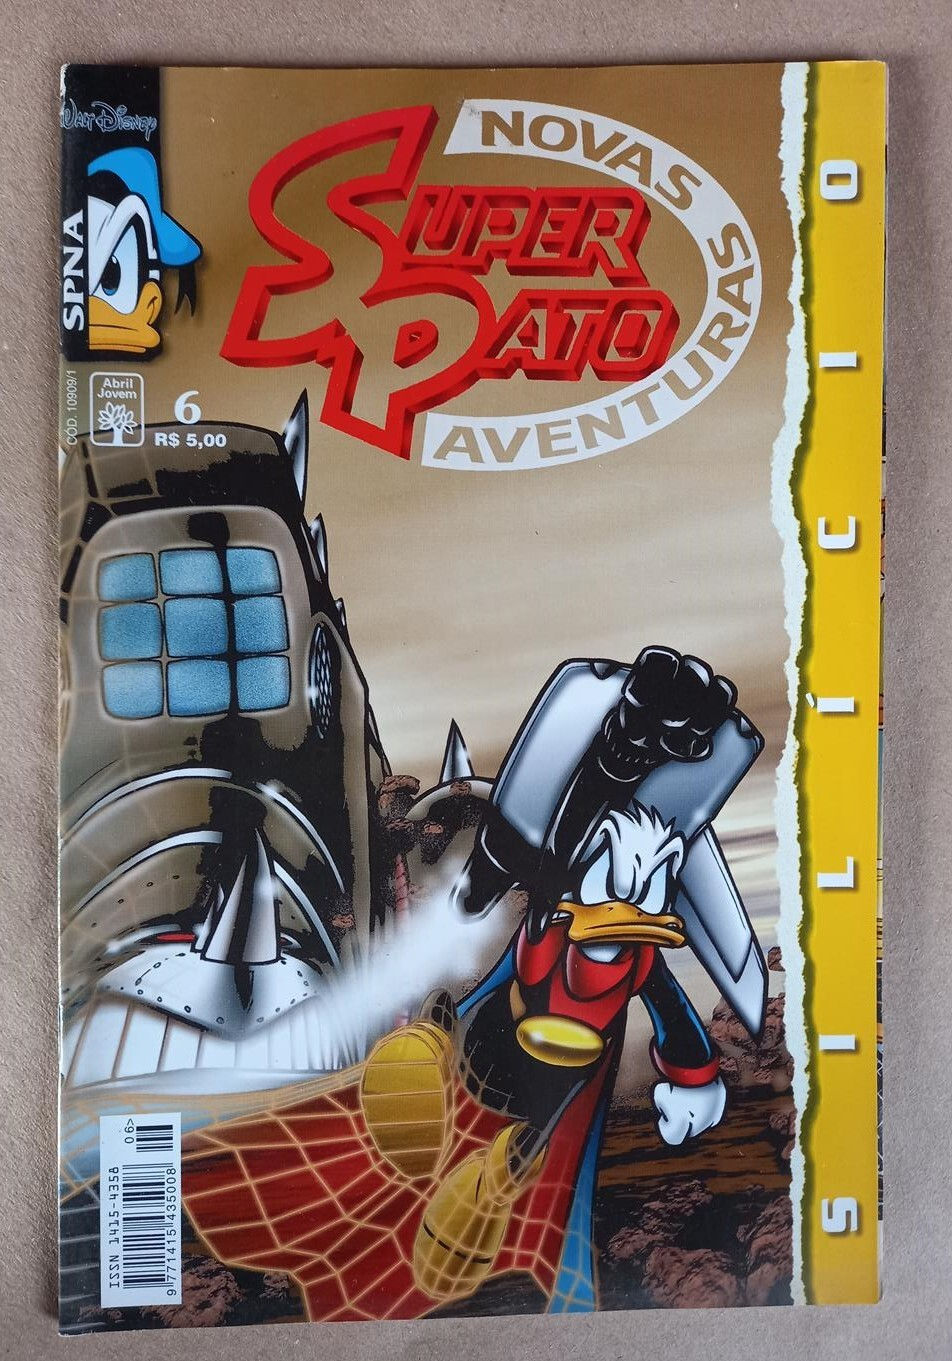 Walt Disney
SPNA
COD. 10909/1
Abril
Jovem
6
R$ 5,00
NOVAS
SUPER
PATO
AVENTURAS
SILÍCIO
ISSN 1415-4358
06>
9 771415 435008